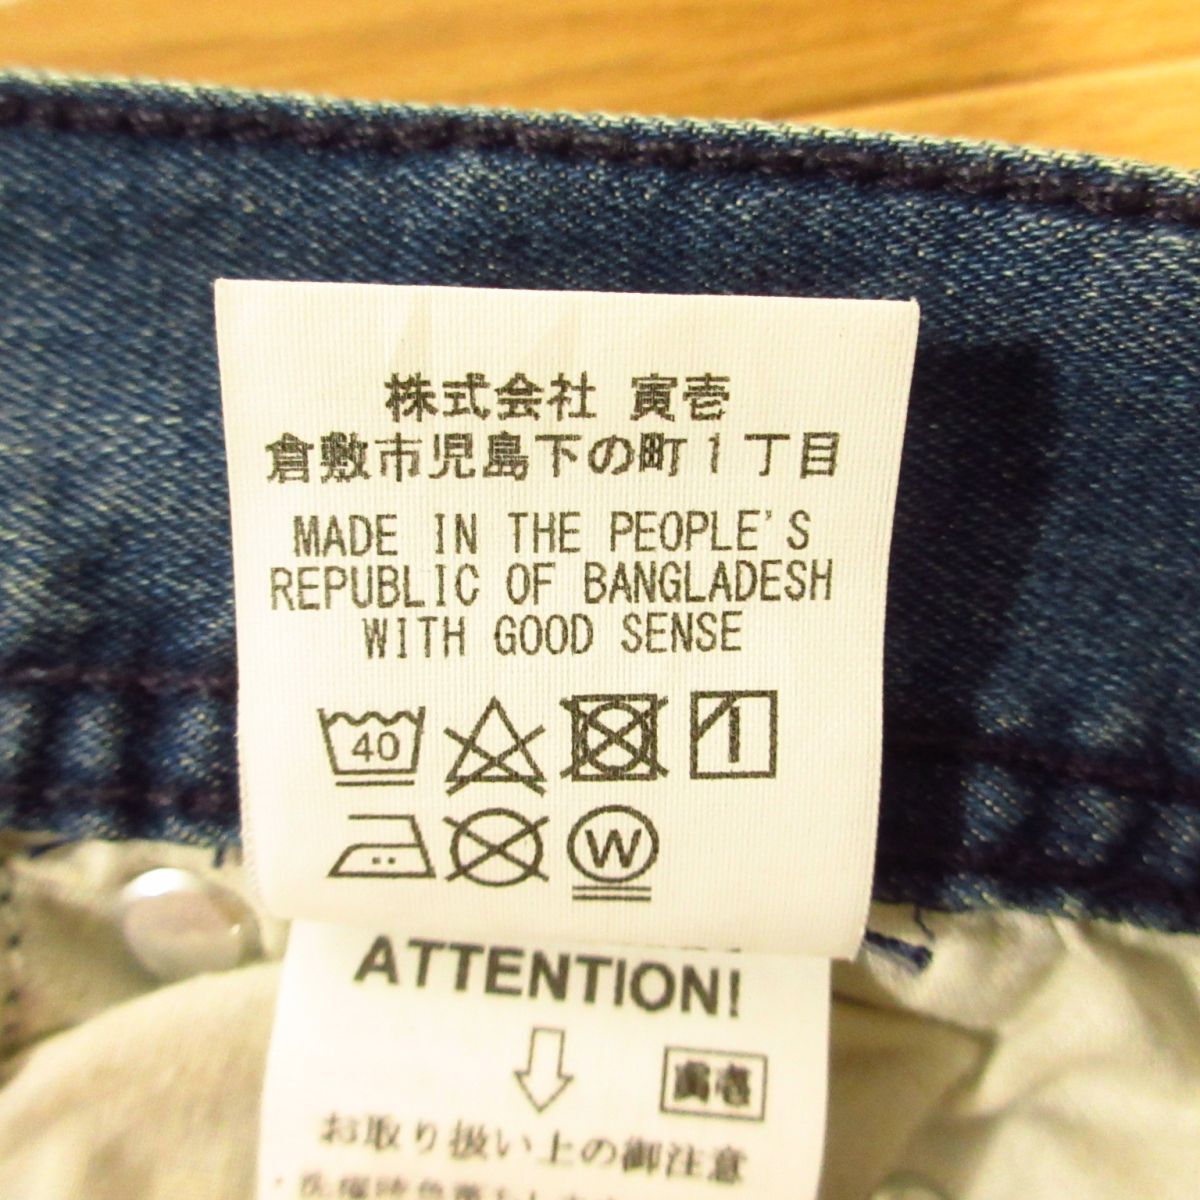 株式会社 寅壱
倉敷市児島下の町1丁目
MADE IN THE PEOPLE'S
REPUBLIC OF BANGLADESH
WITH GOOD SENSE
40
W
ATTENTION!
寅壱
お取り扱い上の御注意